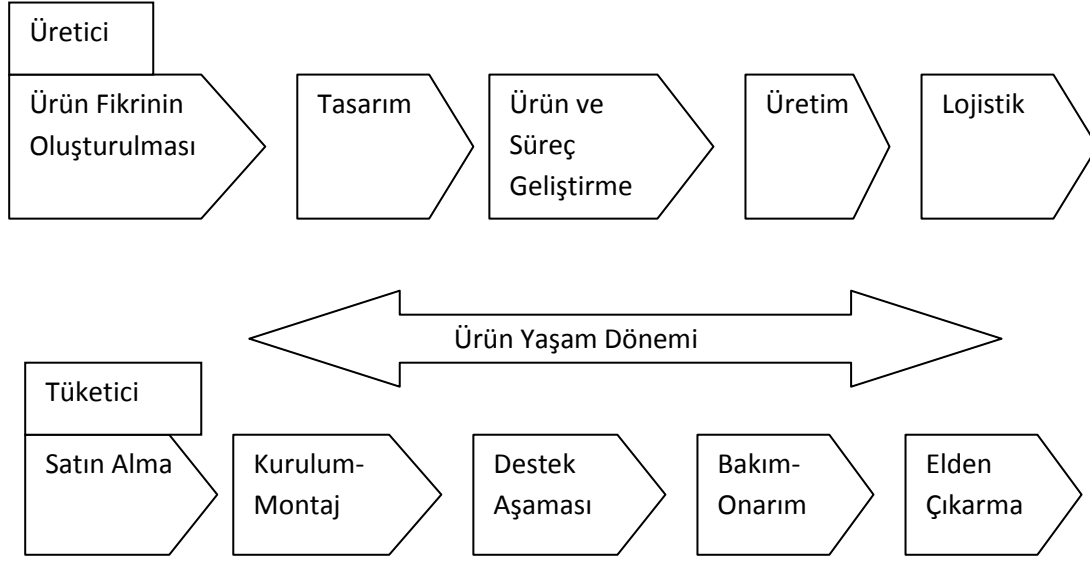 Üretici
Ürün Fikrinin
Oluşturulması
Tasarım
Ürün ve
Süreç
Geliştirme
Üretim
Lojistik
Ürün Yaşam Dönemi
Tüketici
Satın Alma
Kurulum-
Montaj
Destek
Aşaması
Bakım-
Onarım
Elden
Çıkarma